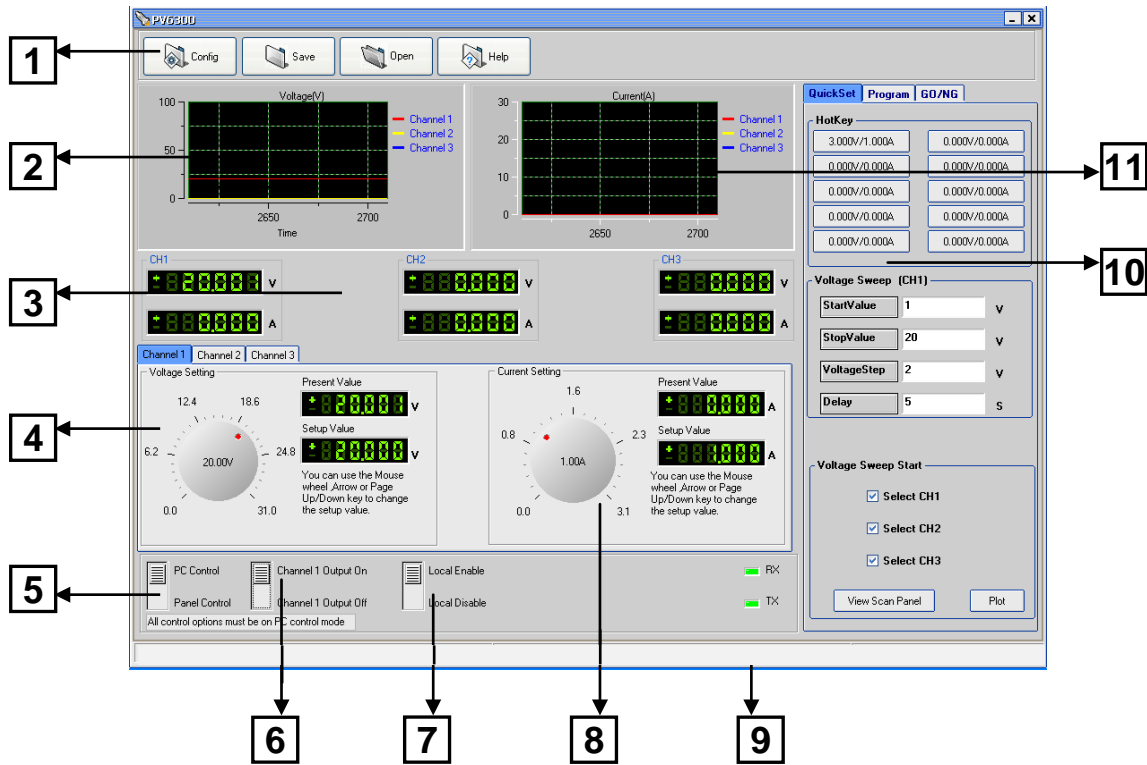 PV6300
Config Save Open Help
1
Voltage(V)
100
50
0
2650 2700
Time
Channel 1
Channel 2
Channel 3
2
Current(A)
30
20
10
0
2650 2700
Channel 1
Channel 2
Channel 3
11
CH1
20.001 V
0.000 A
CH2
0.000 V
0.000 A
CH3
0.000 V
0.000 A
3
Channel 1 Channel 2 Channel 3
Voltage Setting
0.0 6.2 12.4 18.6 24.8 31.0
20.00V
Present Value
20.001 V
Setup Value
20.000 V
You can use the Mouse
wheel ,Arrow or Page
Up/Down key to change
the setup value.
4
Current Setting
0.0 0.8 1.6 2.3 3.1
1.00A
Present Value
0.000 A
Setup Value
1.000 A
You can use the Mouse
wheel ,Arrow or Page
Up/Down key to change
the setup value.
PC Control
Panel Control
Channel 1 Output On
Channel 1 Output Off
Local Enable
Local Disable
RX
TX
All control options must be on PC control mode
5
QuickSet Program GO/NG
HotKey
3.000V/1.000A 0.000V/0.000A
0.000V/0.000A 0.000V/0.000A
0.000V/0.000A 0.000V/0.000A
0.000V/0.000A 0.000V/0.000A
0.000V/0.000A 0.000V/0.000A
10
Voltage Sweep (CH1)
StartValue 1 V
StopValue 20 V
VoltageStep 2 V
Delay 5 S
Voltage Sweep Start
Select CH1
Select CH2
Select CH3
View Scan Panel Plot
6 7 8 9